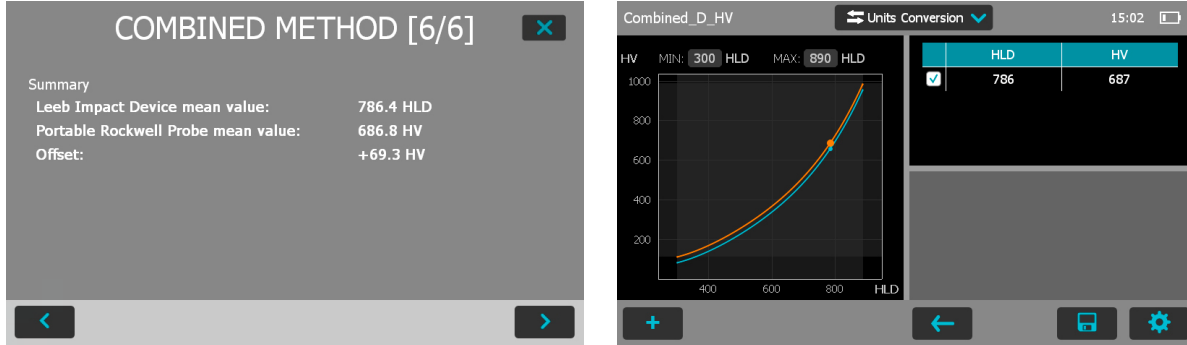 COMBINED METHOD [6/6]
Summary
Leeb Impact Device mean value: 786.4 HLD
Portable Rockwell Probe mean value: 686.8 HV
Offset: +69.3 HV
Combined_D_HV Units Conversion 15:02
HV MIN: 300 HLD MAX: 890 HLD
1000
800
600
400
200
400 600 800 HLD
HLD HV
786 687